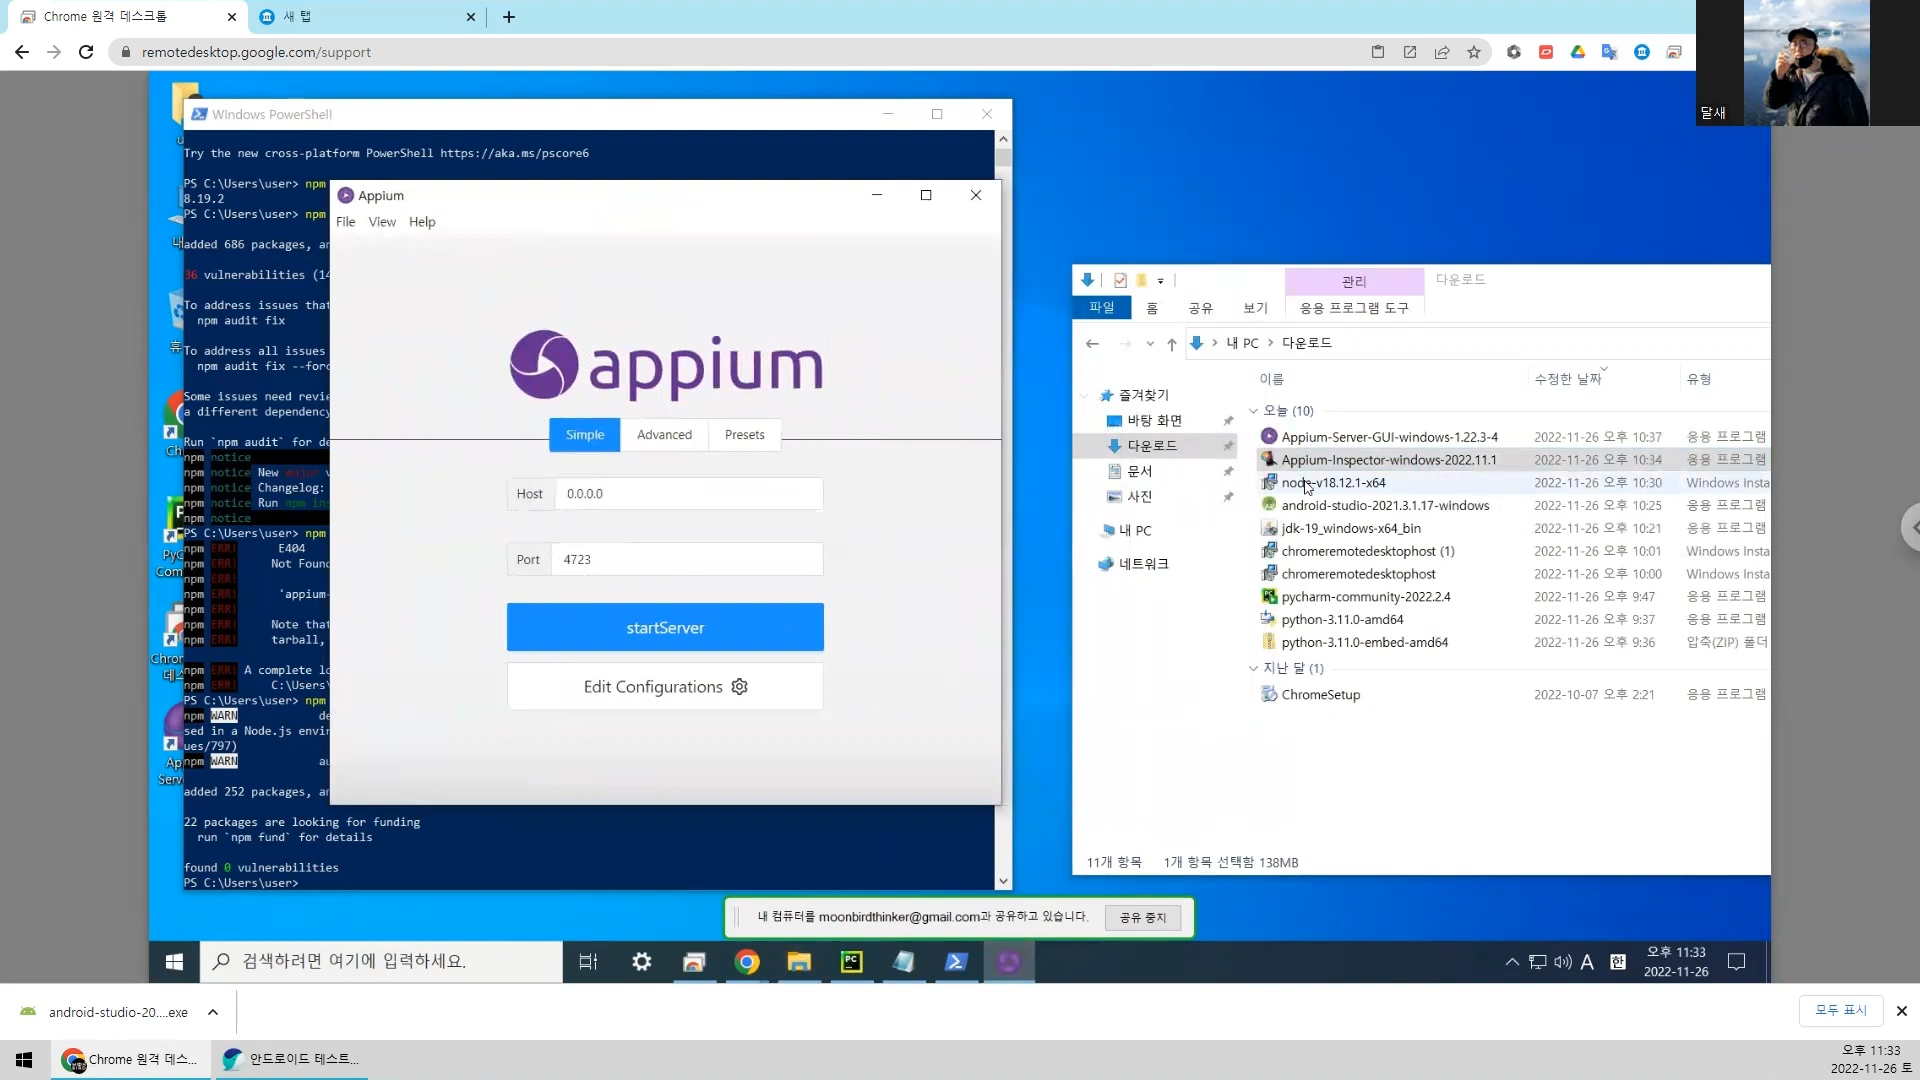 Chrome 원격 데스크톱
새 탭
remotedesktop.google.com/support
달새
Windows PowerShell
Try the new cross-platform PowerShell https://aka.ms/pscore6
PS C:\Users\user> npm
8.19.2
PS C:\Users\user> npm
added 686 packages, an
36 vulnerabilities (14
To address issues that
npm audit fix
To address all issues
npm audit fix --forc
Some issues need revie
a different dependency
Run `npm audit` for de
npm notice
npm notice New major v
npm notice Changelog:
npm notice Run npm in
npm notice
PS C:\Users\user> npm
npm ERR! E404
npm ERR! Not Found
npm ERR!
npm ERR! 'appium-
npm ERR!
npm ERR! Note that
npm ERR! tarball,
npm ERR! A complete lo
npm ERR! C:\Users\
PS C:\Users\user> npm
npm WARN de
sed in a Node.js envir
ues/797)
npm WARN au
added 252 packages, an
22 packages are looking for funding
run `npm fund` for details
found 0 vulnerabilities
PS C:\Users\user>
Appium
File View Help
appium
Simple Advanced Presets
Host 0.0.0.0
Port 4723
startServer
Edit Configurations
관리 다운로드
파일 홈 공유 보기 응용 프로그램 도구
내 PC > 다운로드
이름 수정한 날짜 유형
즐겨찾기
바탕 화면
다운로드
문서
사진
내 PC
네트워크
오늘 (10)
Appium-Server-GUI-windows-1.22.3-4 2022-11-26 오후 10:37 응용 프로그램
Appium-Inspector-windows-2022.11.1 2022-11-26 오후 10:34 응용 프로그램
node-v18.12.1-x64 2022-11-26 오후 10:30 Windows Insta
android-studio-2021.3.1.17-windows 2022-11-26 오후 10:25 응용 프로그램
jdk-19_windows-x64_bin 2022-11-26 오후 10:21 응용 프로그램
chromeremotedesktophost (1) 2022-11-26 오후 10:01 Windows Insta
chromeremotedesktophost 2022-11-26 오후 10:00 Windows Insta
pycharm-community-2022.2.4 2022-11-26 오후 9:47 응용 프로그램
python-3.11.0-amd64 2022-11-26 오후 9:37 응용 프로그램
python-3.11.0-embed-amd64 2022-11-26 오후 9:36 압축(ZIP) 폴더
지난 달 (1)
ChromeSetup 2022-10-07 오후 2:21 응용 프로그램
11개 항목 1개 항목 선택함 138MB
내 컴퓨터를 moonbirdthinker@gmail.com과 공유하고 있습니다. 공유 중지
검색하려면 여기에 입력하세요.
A 한
오후 11:33
2022-11-26
android-studio-20....exe
모두 표시
Chrome 원격 데스...
안드로이드 테스트...
오후 11:33
2022-11-26 토